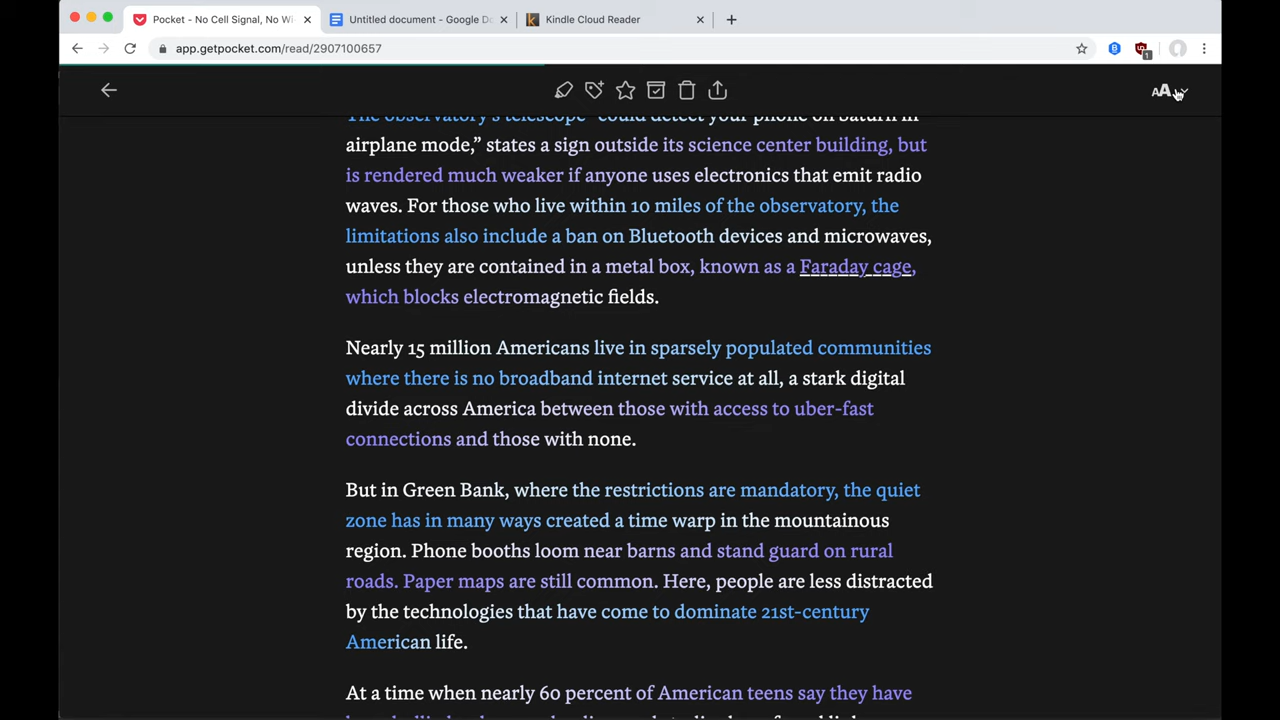 Pocket - No Cell Signal, No Wi
Untitled document - Google Do
Kindle Cloud Reader
app.getpocket.com/read/2907100657
1
AA
The observatory's telescope “could detect your phone on Saturn in
airplane mode,” states a sign outside its science center building, but
is rendered much weaker if anyone uses electronics that emit radio
waves. For those who live within 10 miles of the observatory, the
limitations also include a ban on Bluetooth devices and microwaves,
unless they are contained in a metal box, known as a Faraday cage,
which blocks electromagnetic fields.
Nearly 15 million Americans live in sparsely populated communities
where there is no broadband internet service at all, a stark digital
divide across America between those with access to uber-fast
connections and those with none.
But in Green Bank, where the restrictions are mandatory, the quiet
zone has in many ways created a time warp in the mountainous
region. Phone booths loom near barns and stand guard on rural
roads. Paper maps are still common. Here, people are less distracted
by the technologies that have come to dominate 21st-century
American life.
At a time when nearly 60 percent of American teens say they have